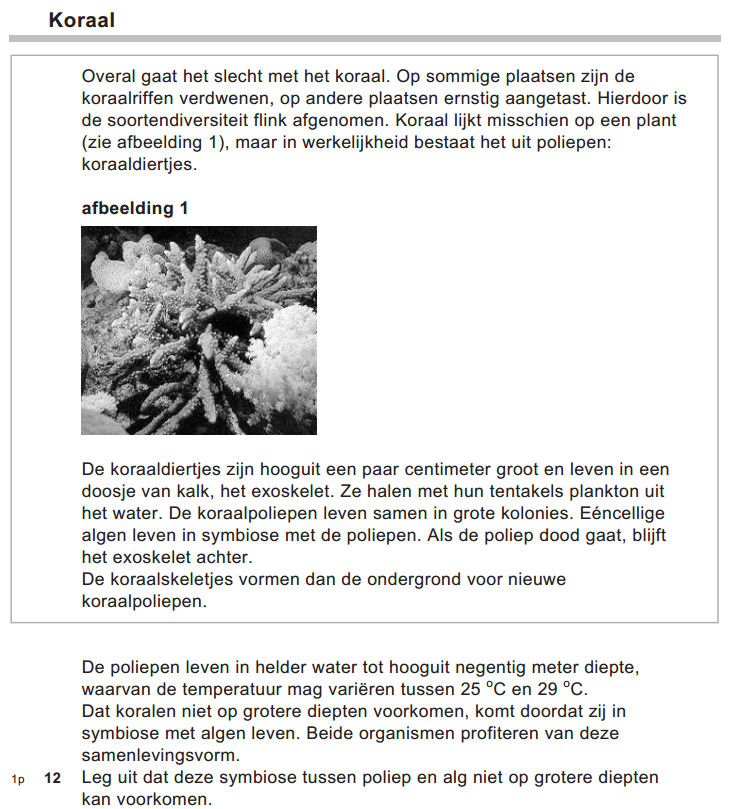 Koraal
Overal gaat het slecht met het koraal. Op sommige plaatsen zijn de
koraalriffen verdwenen, op andere plaatsen ernstig aangetast. Hierdoor is
de soortendiversiteit flink afgenomen. Koraal lijkt misschien op een plant
(zie afbeelding 1), maar in werkelijkheid bestaat het uit poliepen:
koraaldiertjes.
afbeelding 1
De koraaldiertjes zijn hooguit een paar centimeter groot en leven in een
doosje van kalk, het exoskelet. Ze halen met hun tentakels plankton uit
het water. De koraalpoliepen leven samen in grote kolonies. Eéncellige
algen leven in symbiose met de poliepen. Als de poliep dood gaat, blijft
het exoskelet achter.
De koraalskeletjes vormen dan de ondergrond voor nieuwe
koraalpoliepen.
De poliepen leven in helder water tot hooguit negentig meter diepte,
waarvan de temperatuur mag variëren tussen 25 °C en 29 °C.
Dat koralen niet op grotere diepten voorkomen, komt doordat zij in
symbiose met algen leven. Beide organismen profiteren van deze
samenlevingsvorm.
1p 12 Leg uit dat deze symbiose tussen poliep en alg niet op grotere diepten
kan voorkomen.